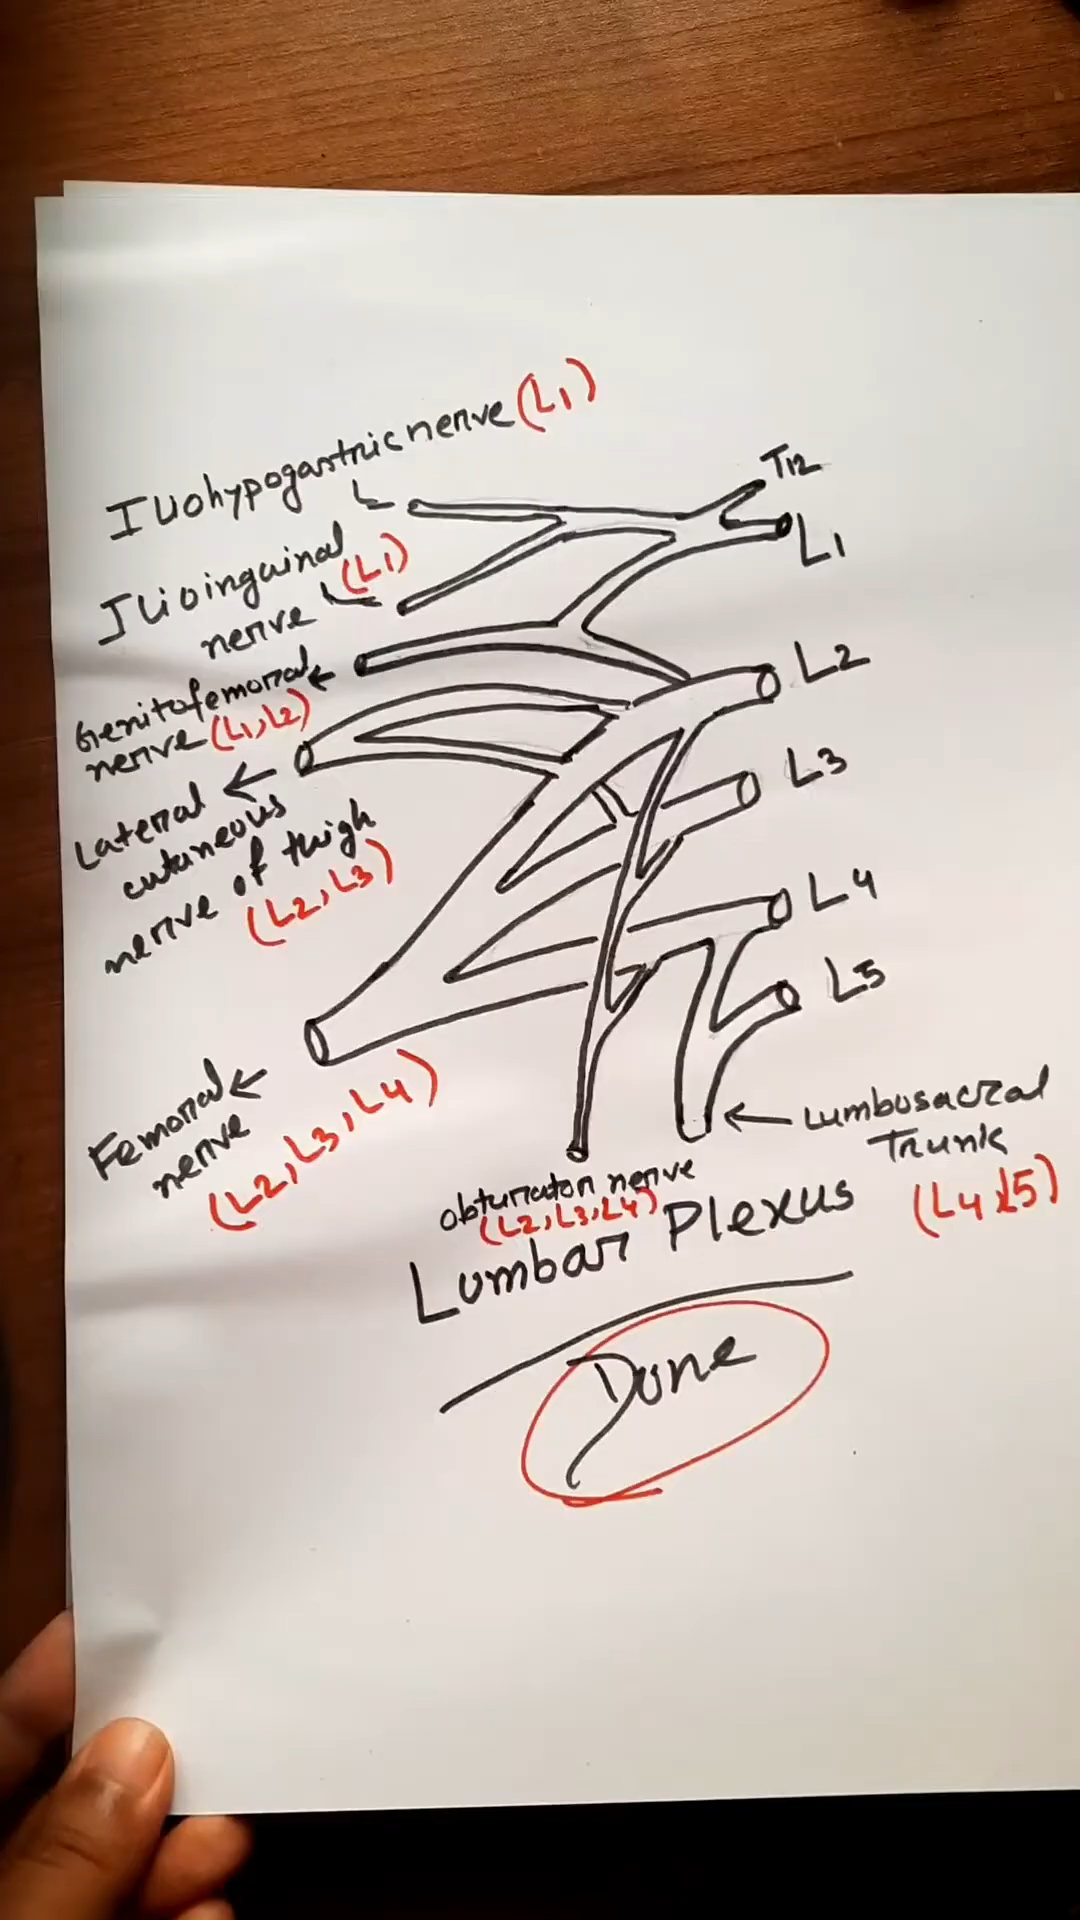 Iliohypogastric nerve (L1)
T12
L1
Ilioinguinal
nerve (L1)
L2
Genitofemoral
nerve (L1,L2)
L3
Lateral
cutaneous
nerve of thigh
(L2,L3)
L4
L5
Femoral
nerve
(L2,L3,L4)
Lumbosacral
Trunk
(L4&L5)
obturator nerve
(L2,L3,L4)
Lumbar Plexus
Done